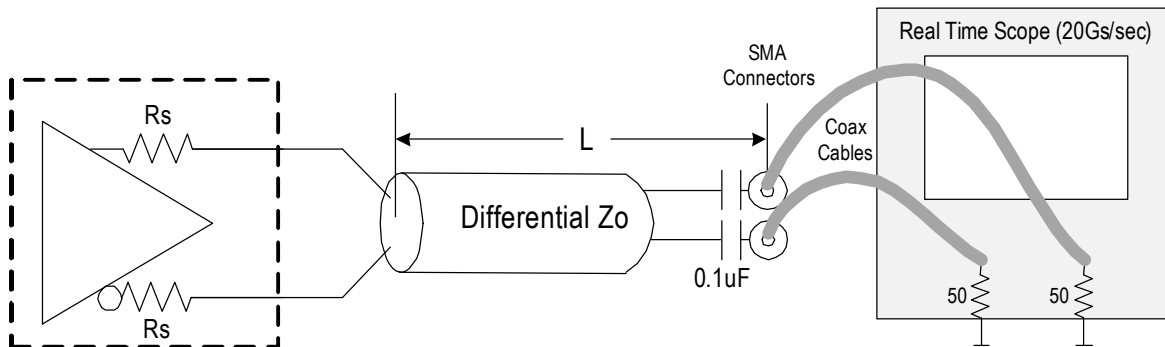 Real Time Scope (20Gs/sec)
SMA
Connectors
Rs
L
Coax
Cables
Differential Zo
0.1uF
50
50
Rs